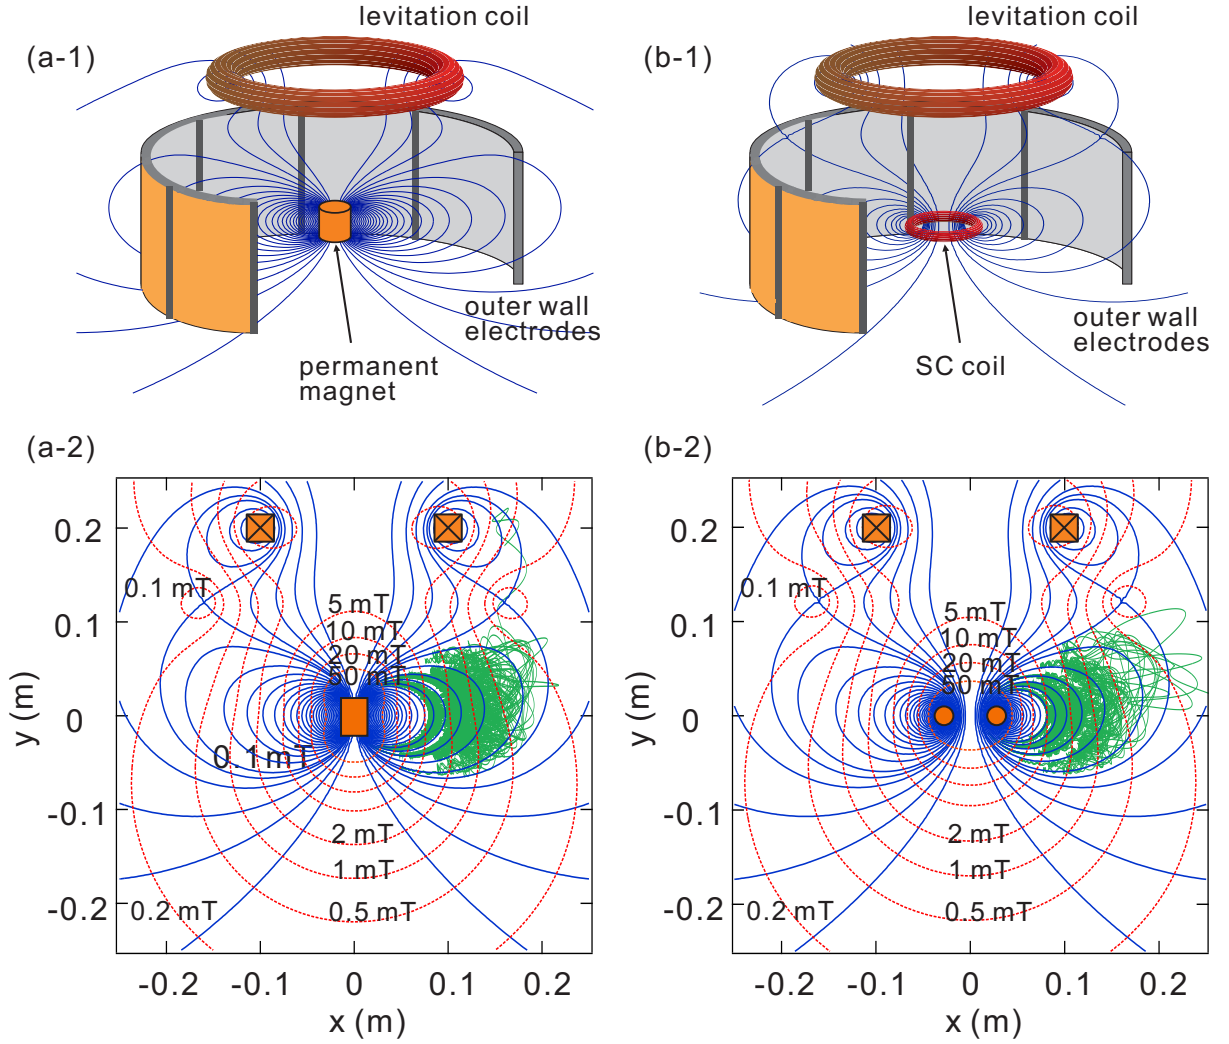 levitation coil
(a-1)
outer wall
electrodes
permanent
magnet
levitation coil
(b-1)
outer wall
electrodes
SC coil
(a-2)
y (m)
0.2
0.1
0
-0.1
-0.2
0.1 mT
5 mT
10 mT
20 mT
50 mT
0.1 mT
2 mT
1 mT
0.5 mT
0.2 mT
-0.2 -0.1 0 0.1 0.2
x (m)
(b-2)
y (m)
0.2
0.1
0
-0.1
-0.2
0.1 mT
5 mT
10 mT
20 mT
50 mT
2 mT
1 mT
0.5 mT
0.2 mT
-0.2 -0.1 0 0.1 0.2
x (m)